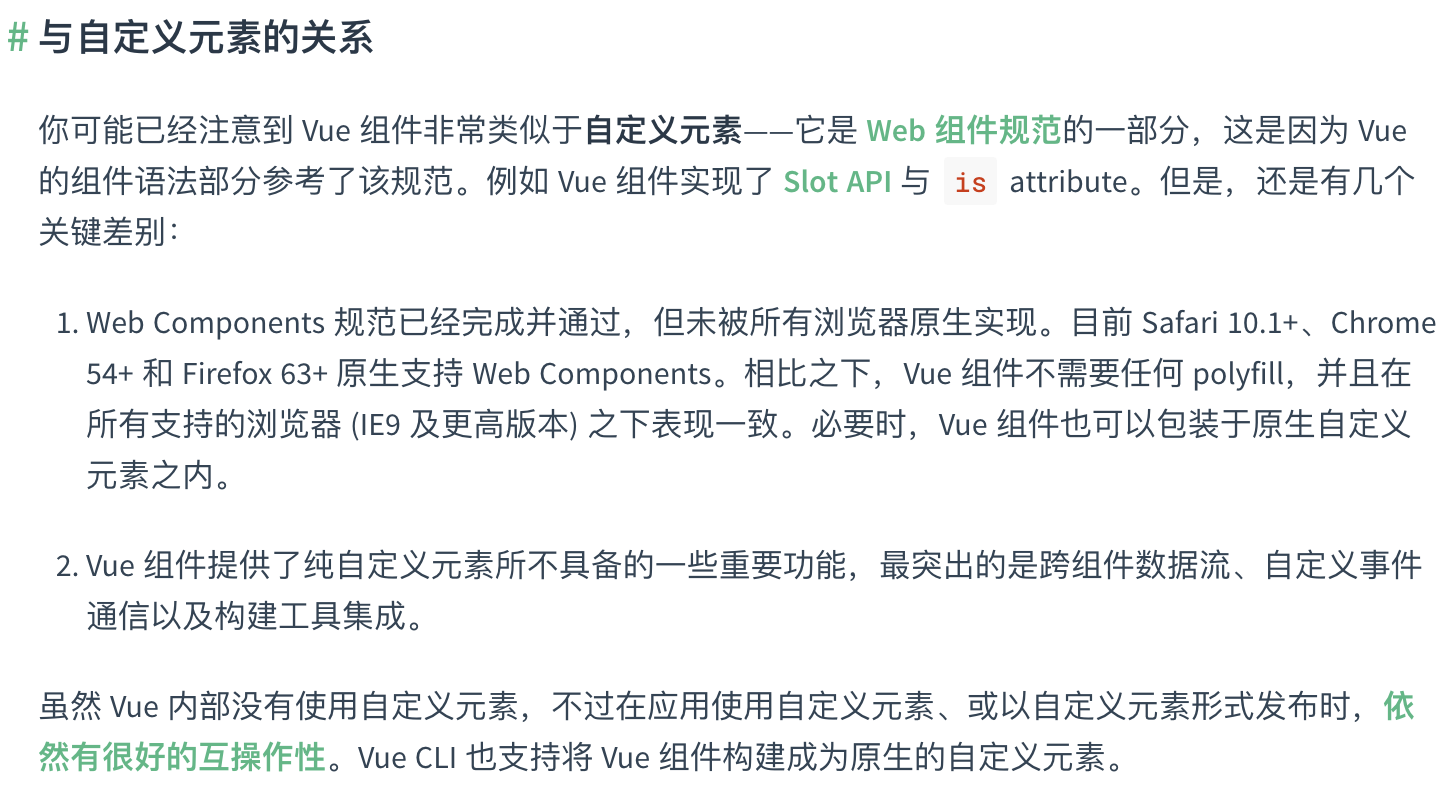 # 与自定义元素的关系
你可能已经注意到 Vue 组件非常类似于自定义元素——它是 Web 组件规范的一部分，这是因为 Vue
的组件语法部分参考了该规范。例如 Vue 组件实现了 Slot API 与 is attribute。但是，还是有几个
关键差别：
1. Web Components 规范已经完成并通过，但未被所有浏览器原生实现。目前 Safari 10.1+、Chrome
54+ 和 Firefox 63+ 原生支持 Web Components。相比之下，Vue 组件不需要任何 polyfill，并且在
所有支持的浏览器 (IE9 及更高版本) 之下表现一致。必要时，Vue 组件也可以包装于原生自定义
元素之内。
2. Vue 组件提供了纯自定义元素所不具备的一些重要功能，最突出的是跨组件数据流、自定义事件
通信以及构建工具集成。
虽然 Vue 内部没有使用自定义元素，不过在应用使用自定义元素、或以自定义元素形式发布时，依
然有很好的互操作性。Vue CLI 也支持将 Vue 组件构建成为原生的自定义元素。